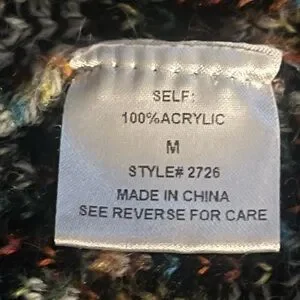 SELF:
100%ACRYLIC
M
STYLE# 2726
MADE IN CHINA
SEE REVERSE FOR CARE